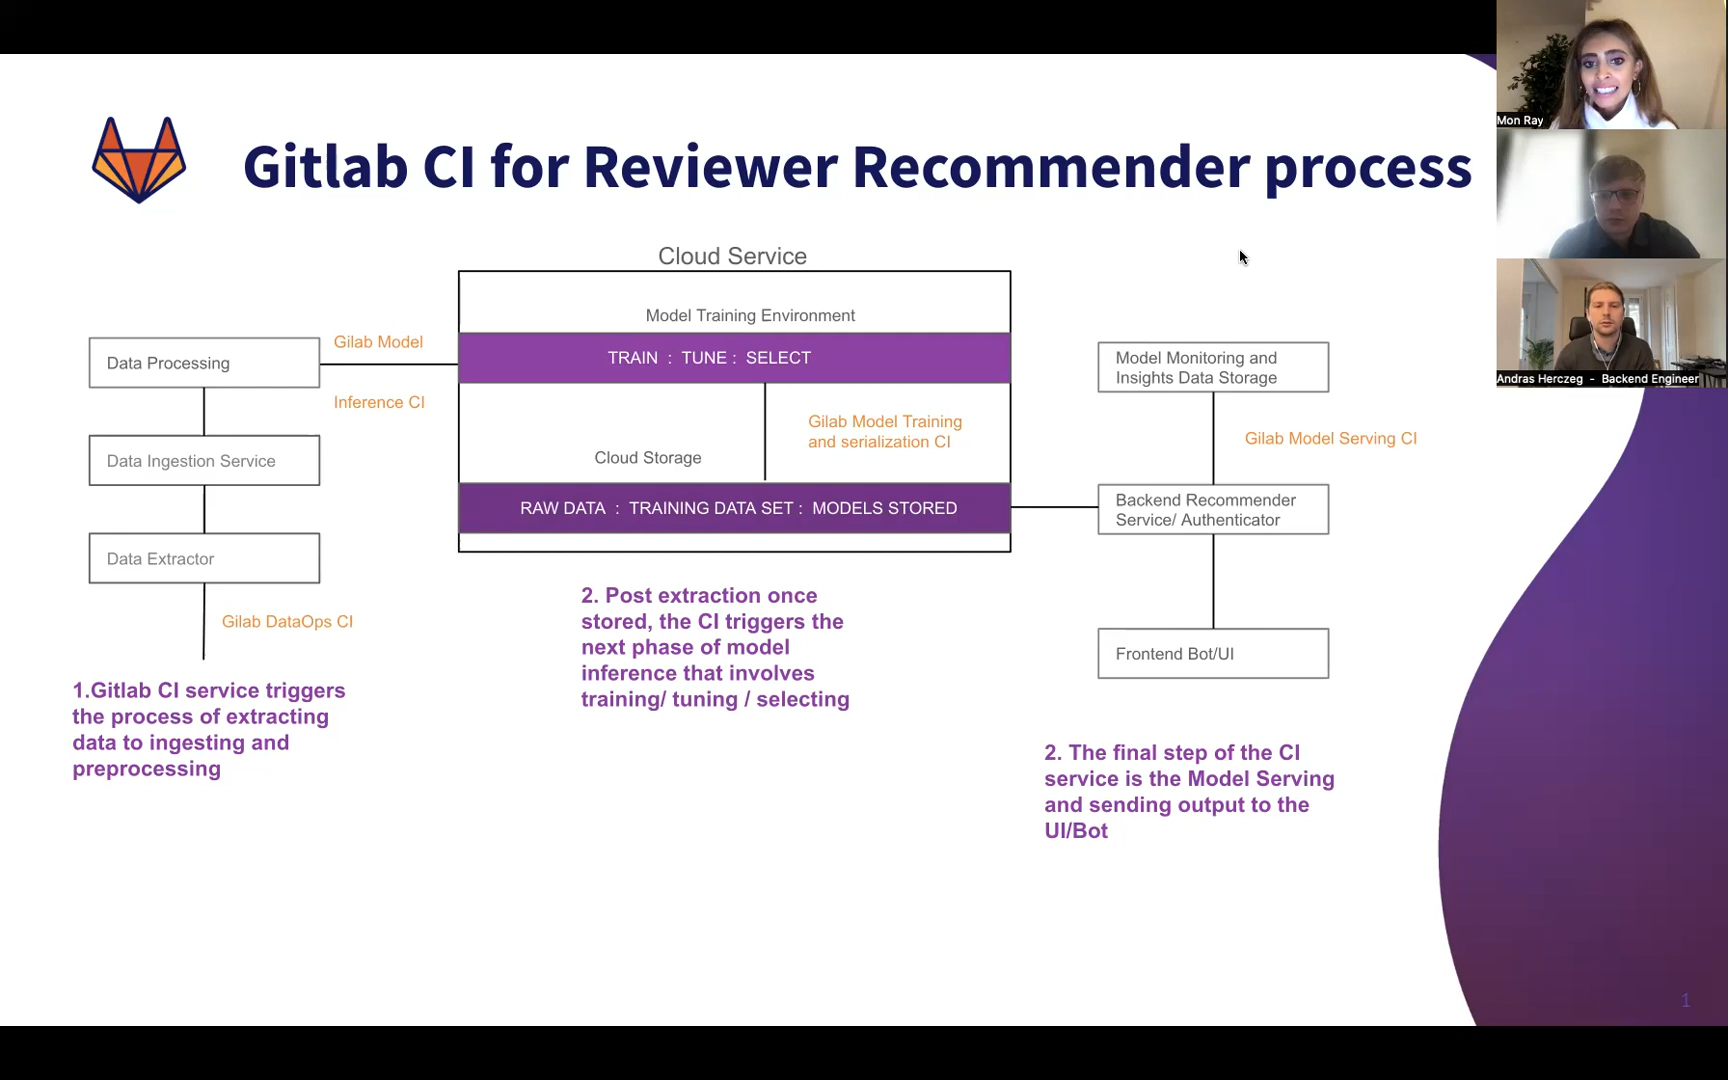 Gitlab CI for Reviewer Recommender process
Mon Ray
Andras Herczeg - Backend Engineer
Cloud Service
Model Training Environment
TRAIN : TUNE : SELECT
Gilab Model Training
and serialization CI
Cloud Storage
RAW DATA : TRAINING DATA SET : MODELS STORED
Data Processing
Gilab Model
Inference CI
Data Ingestion Service
Data Extractor
Gilab DataOps CI
1.Gitlab CI service triggers
the process of extracting
data to ingesting and
preprocessing
2. Post extraction once
stored, the CI triggers the
next phase of model
inference that involves
training/ tuning / selecting
Model Monitoring and
Insights Data Storage
Gilab Model Serving CI
Backend Recommender
Service/ Authenticator
Frontend Bot/UI
2. The final step of the CI
service is the Model Serving
and sending output to the
UI/Bot
1